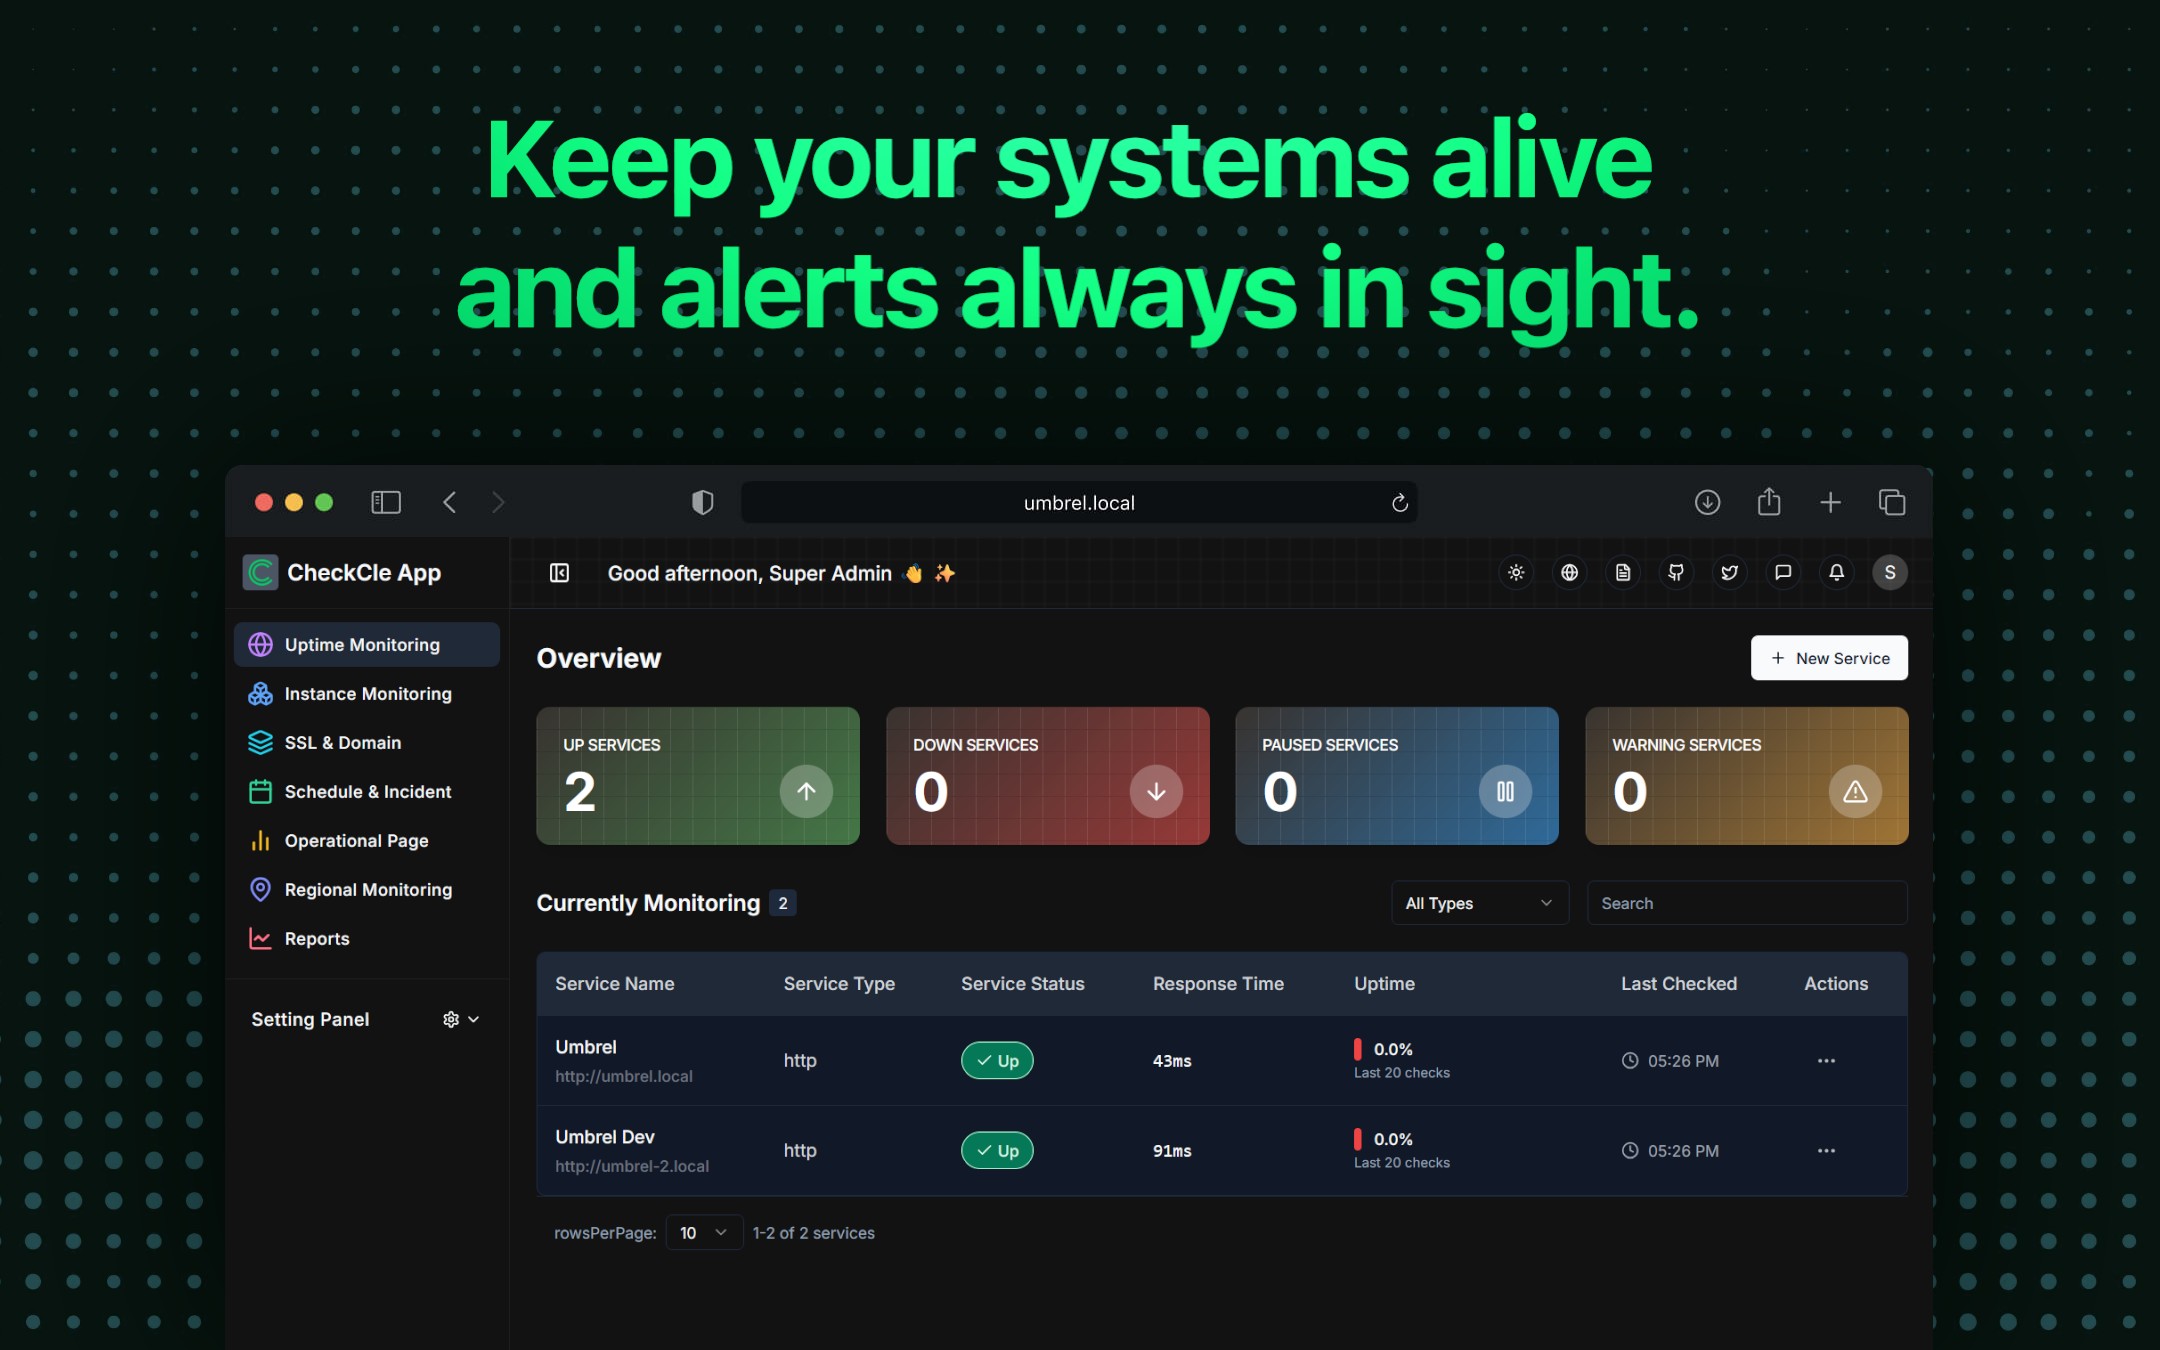 Keep your systems alive
and alerts always in sight.
umbrel.local
CheckCle App
Good afternoon, Super Admin 👋 ✨
S
Uptime Monitoring
Instance Monitoring
SSL & Domain
Schedule & Incident
Operational Page
Regional Monitoring
Reports
Setting Panel
Overview
New Service
UP SERVICES
2
DOWN SERVICES
0
PAUSED SERVICES
0
WARNING SERVICES
0
Currently Monitoring 2
All Types
Search
Service Name Service Type Service Status Response Time Uptime Last Checked Actions
Umbrel
http://umbrel.local
http
Up
43ms
0.0%
Last 20 checks
05:26 PM
Umbrel Dev
http://umbrel-2.local
http
Up
91ms
0.0%
Last 20 checks
05:26 PM
rowsPerPage: 10 1-2 of 2 services